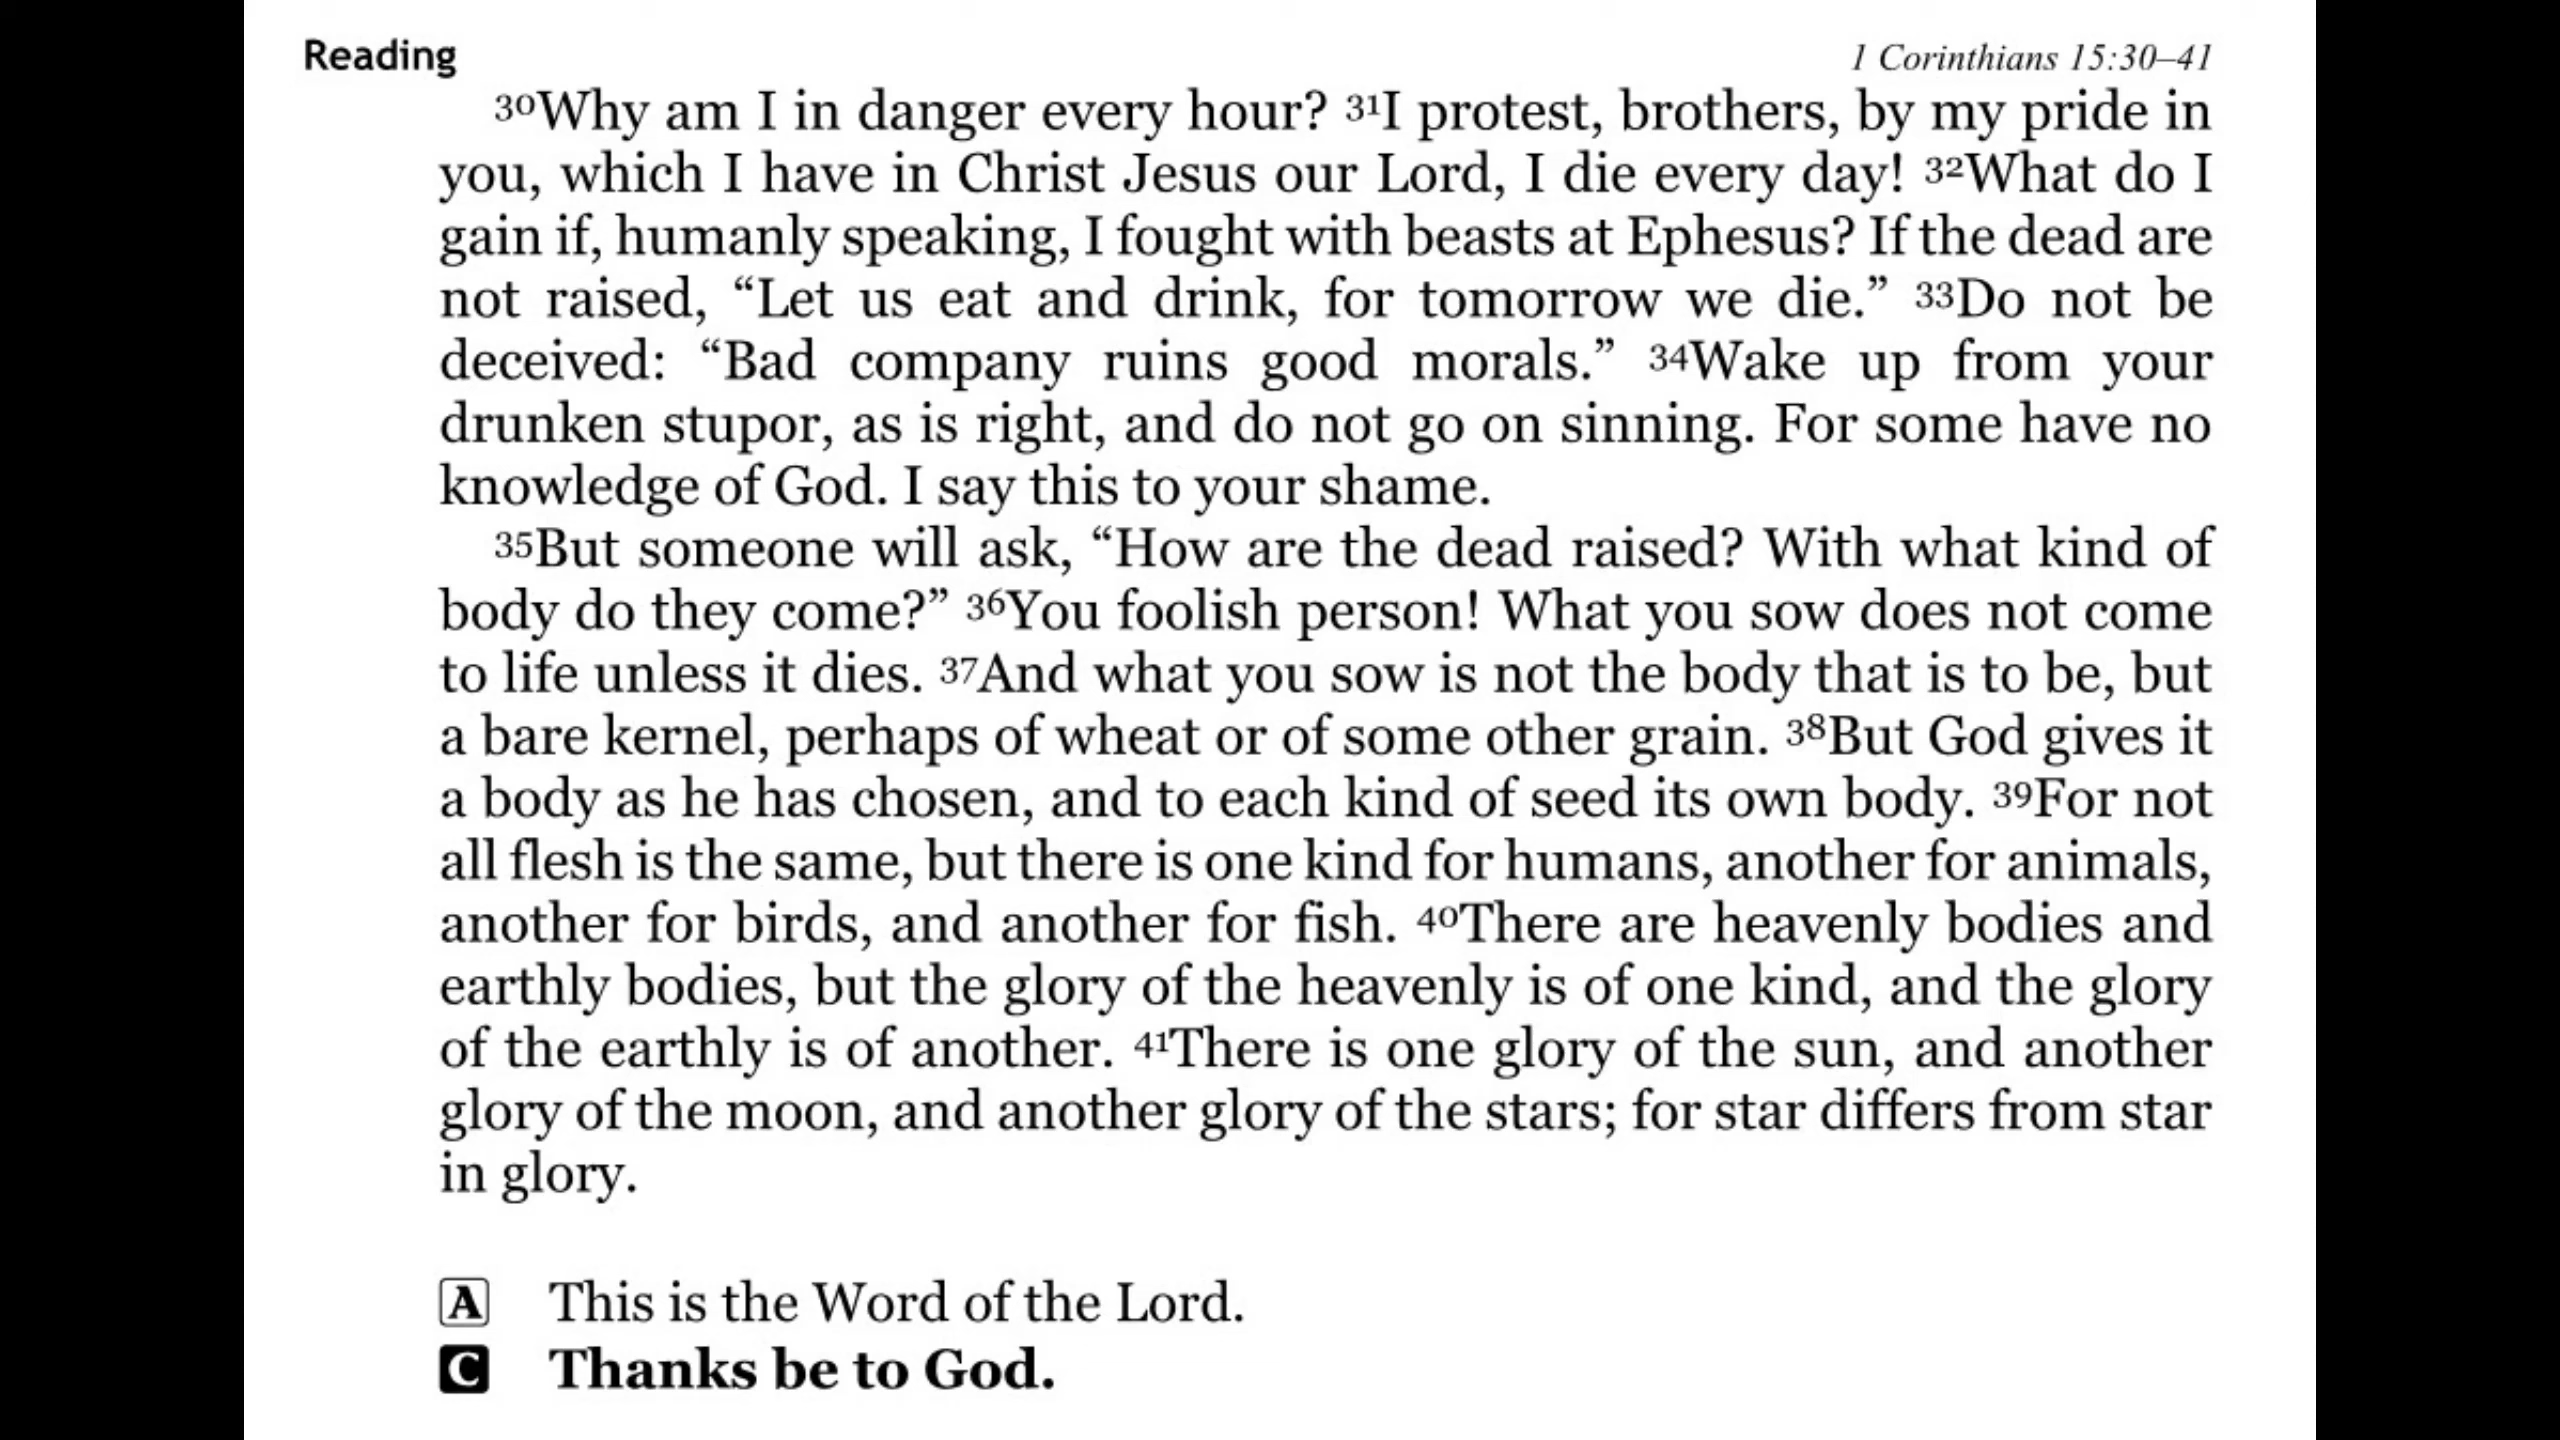 Reading 1 Corinthians 15:30–41
30Why am I in danger every hour? 31I protest, brothers, by my pride in
you, which I have in Christ Jesus our Lord, I die every day! 32What do I
gain if, humanly speaking, I fought with beasts at Ephesus? If the dead are
not raised, “Let us eat and drink, for tomorrow we die.” 33Do not be
deceived: “Bad company ruins good morals.” 34Wake up from your
drunken stupor, as is right, and do not go on sinning. For some have no
knowledge of God. I say this to your shame.
35But someone will ask, “How are the dead raised? With what kind of
body do they come?” 36You foolish person! What you sow does not come
to life unless it dies. 37And what you sow is not the body that is to be, but
a bare kernel, perhaps of wheat or of some other grain. 38But God gives it
a body as he has chosen, and to each kind of seed its own body. 39For not
all flesh is the same, but there is one kind for humans, another for animals,
another for birds, and another for fish. 40There are heavenly bodies and
earthly bodies, but the glory of the heavenly is of one kind, and the glory
of the earthly is of another. 41There is one glory of the sun, and another
glory of the moon, and another glory of the stars; for star differs from star
in glory.
A This is the Word of the Lord.
C Thanks be to God.